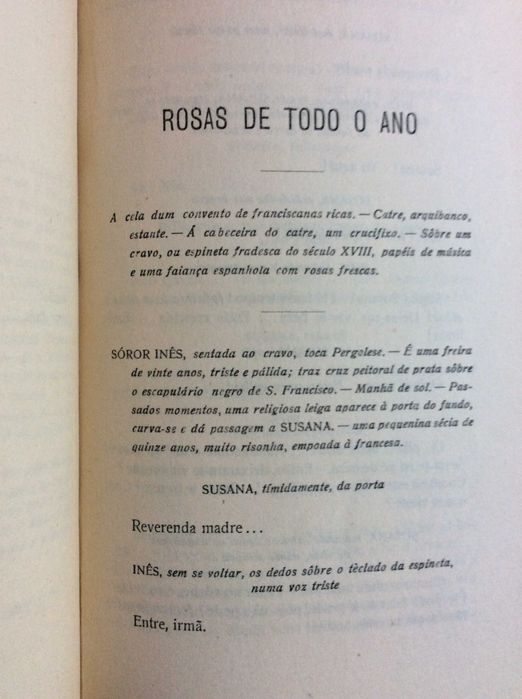 ROSAS DE TODO O ANO
A cela dum convento de franciscanas ricas. — Catre, arquibanco,
estante. — Á cabeceira do catre, um crucifixo. — Sôbre um
cravo, ou espineta fradesca do século XVIII, papéis de música
e uma faiança espanhola com rosas frescas.
SÓROR INÊS, sentada ao cravo, toca Pergolese. — É uma freira
de vinte anos, triste e pálida; traz cruz peitoral de prata sôbre
o escapulário negro de S. Francisco. — Manhã de sol. — Pas-
sados momentos, uma religiosa leiga aparece à porta do fundo,
curva-se e dá passagem a SUSANA. — uma pequenina sécia de
quinze anos, muito risonha, empoada à francesa.
SUSANA, tímidamente, da porta
Reverenda madre...
INÊS, sem se voltar, os dedos sôbre o têclado da espineta,
numa voz triste
Entre, irmã.